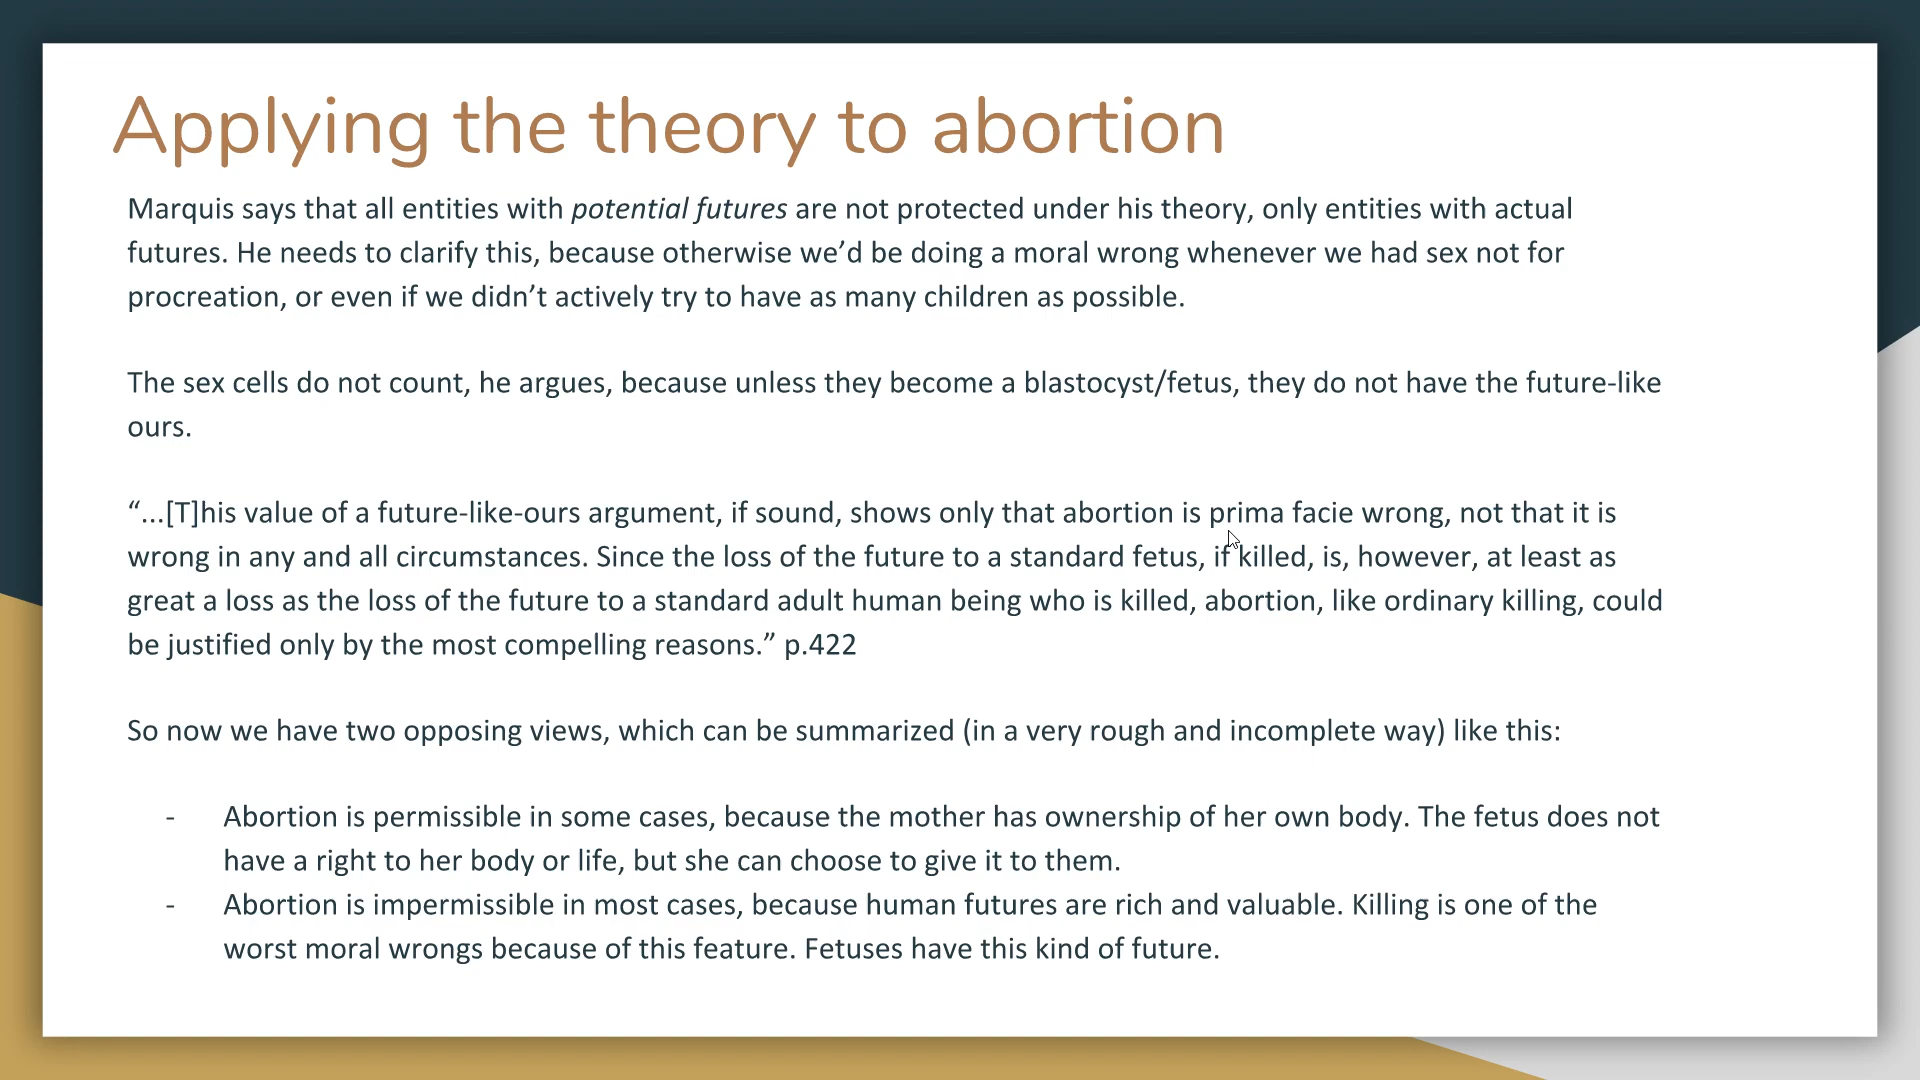 Applying the theory to abortion
Marquis says that all entities with potential futures are not protected under his theory, only entities with actual
futures. He needs to clarify this, because otherwise we’d be doing a moral wrong whenever we had sex not for
procreation, or even if we didn’t actively try to have as many children as possible.
The sex cells do not count, he argues, because unless they become a blastocyst/fetus, they do not have the future-like
ours.
“...[T]his value of a future-like-ours argument, if sound, shows only that abortion is prima facie wrong, not that it is
wrong in any and all circumstances. Since the loss of the future to a standard fetus, if killed, is, however, at least as
great a loss as the loss of the future to a standard adult human being who is killed, abortion, like ordinary killing, could
be justified only by the most compelling reasons.” p.422
So now we have two opposing views, which can be summarized (in a very rough and incomplete way) like this:
- Abortion is permissible in some cases, because the mother has ownership of her own body. The fetus does not
have a right to her body or life, but she can choose to give it to them.
- Abortion is impermissible in most cases, because human futures are rich and valuable. Killing is one of the
worst moral wrongs because of this feature. Fetuses have this kind of future.